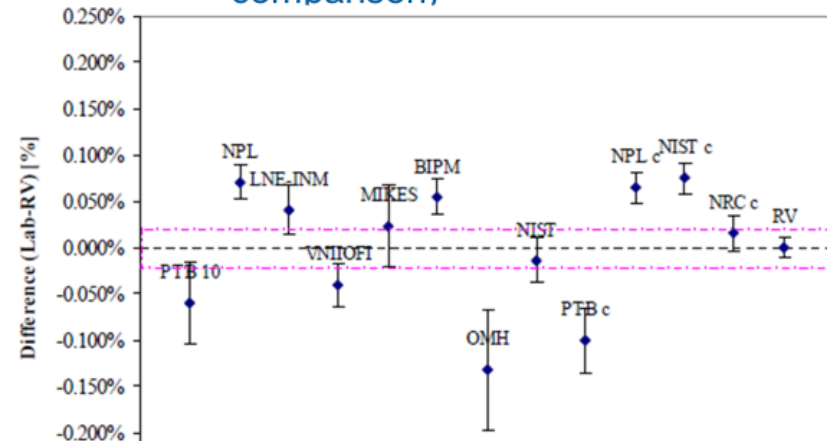 comparison,
0.250%
0.200%
0.150%
0.100%
0.050%
0.000%
-0.050%
-0.100%
-0.150%
-0.200%
Difference (Lab-RV) [%]
PTB 10
NPL
LNE-INM
VNIIOFI
MIKES
BIPM
OMH
NIST
PTB c
NPL c
NIST c
NRC c
RV